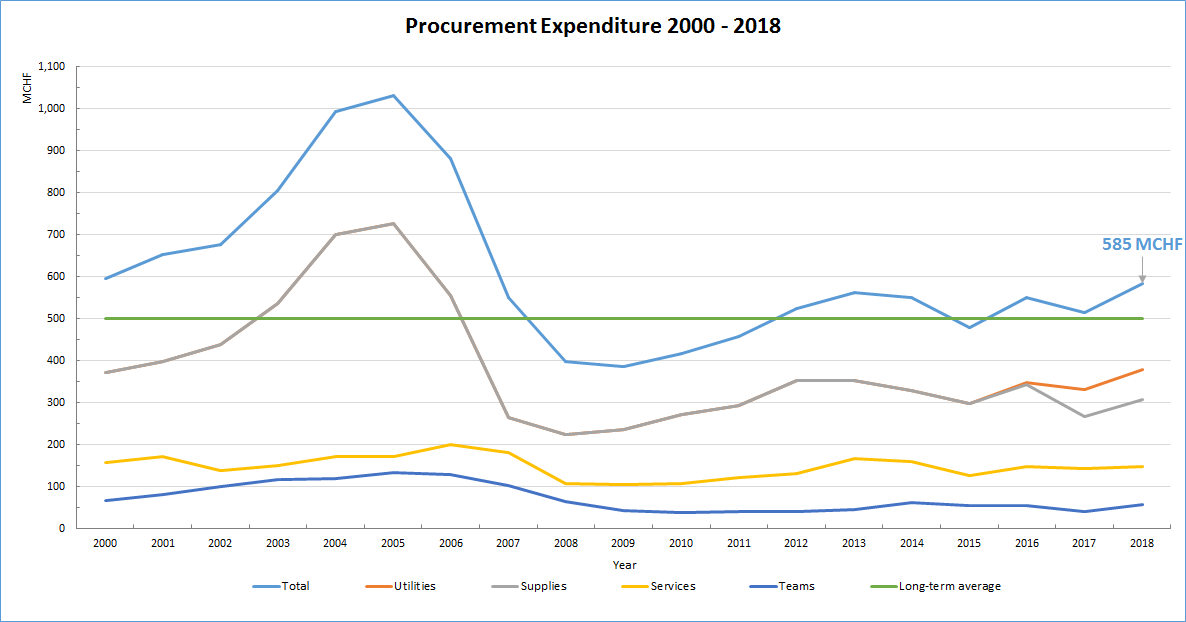 Procurement Expenditure 2000 - 2018
MCHF
1,100
1,000
900
800
700
600
500
400
300
200
100
0
585 MCHF
2000 2001 2002 2003 2004 2005 2006 2007 2008 2009 2010 2011 2012 2013 2014 2015 2016 2017 2018
Year
Total Utilities Supplies Services Teams Long-term average